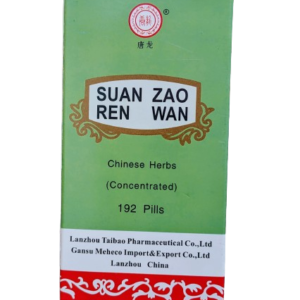 ®
唐龙
SUAN ZAO
REN WAN
Chinese Herbs
(Concentrated)
192 Pills
Lanzhou Taibao Pharmaceutical Co.,Ltd
Gansu Meheco Import&Export Co.,Ltd
Lanzhou China